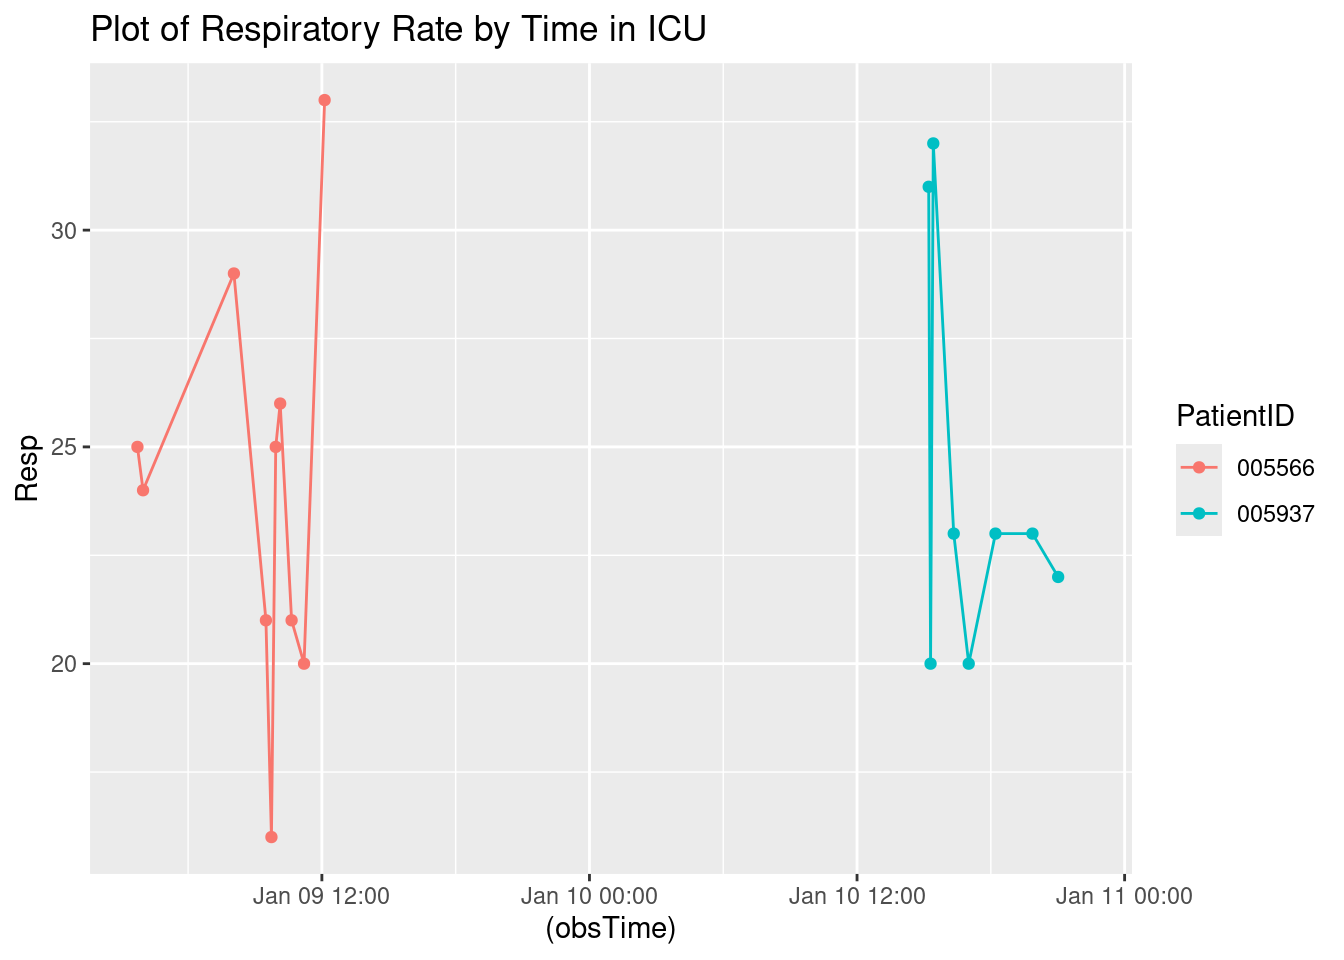 Plot of Respiratory Rate by Time in ICU
Resp
30
25
20
Jan 09 12:00
Jan 10 00:00
Jan 10 12:00
Jan 11 00:00
(obsTime)
PatientID
005566
005937